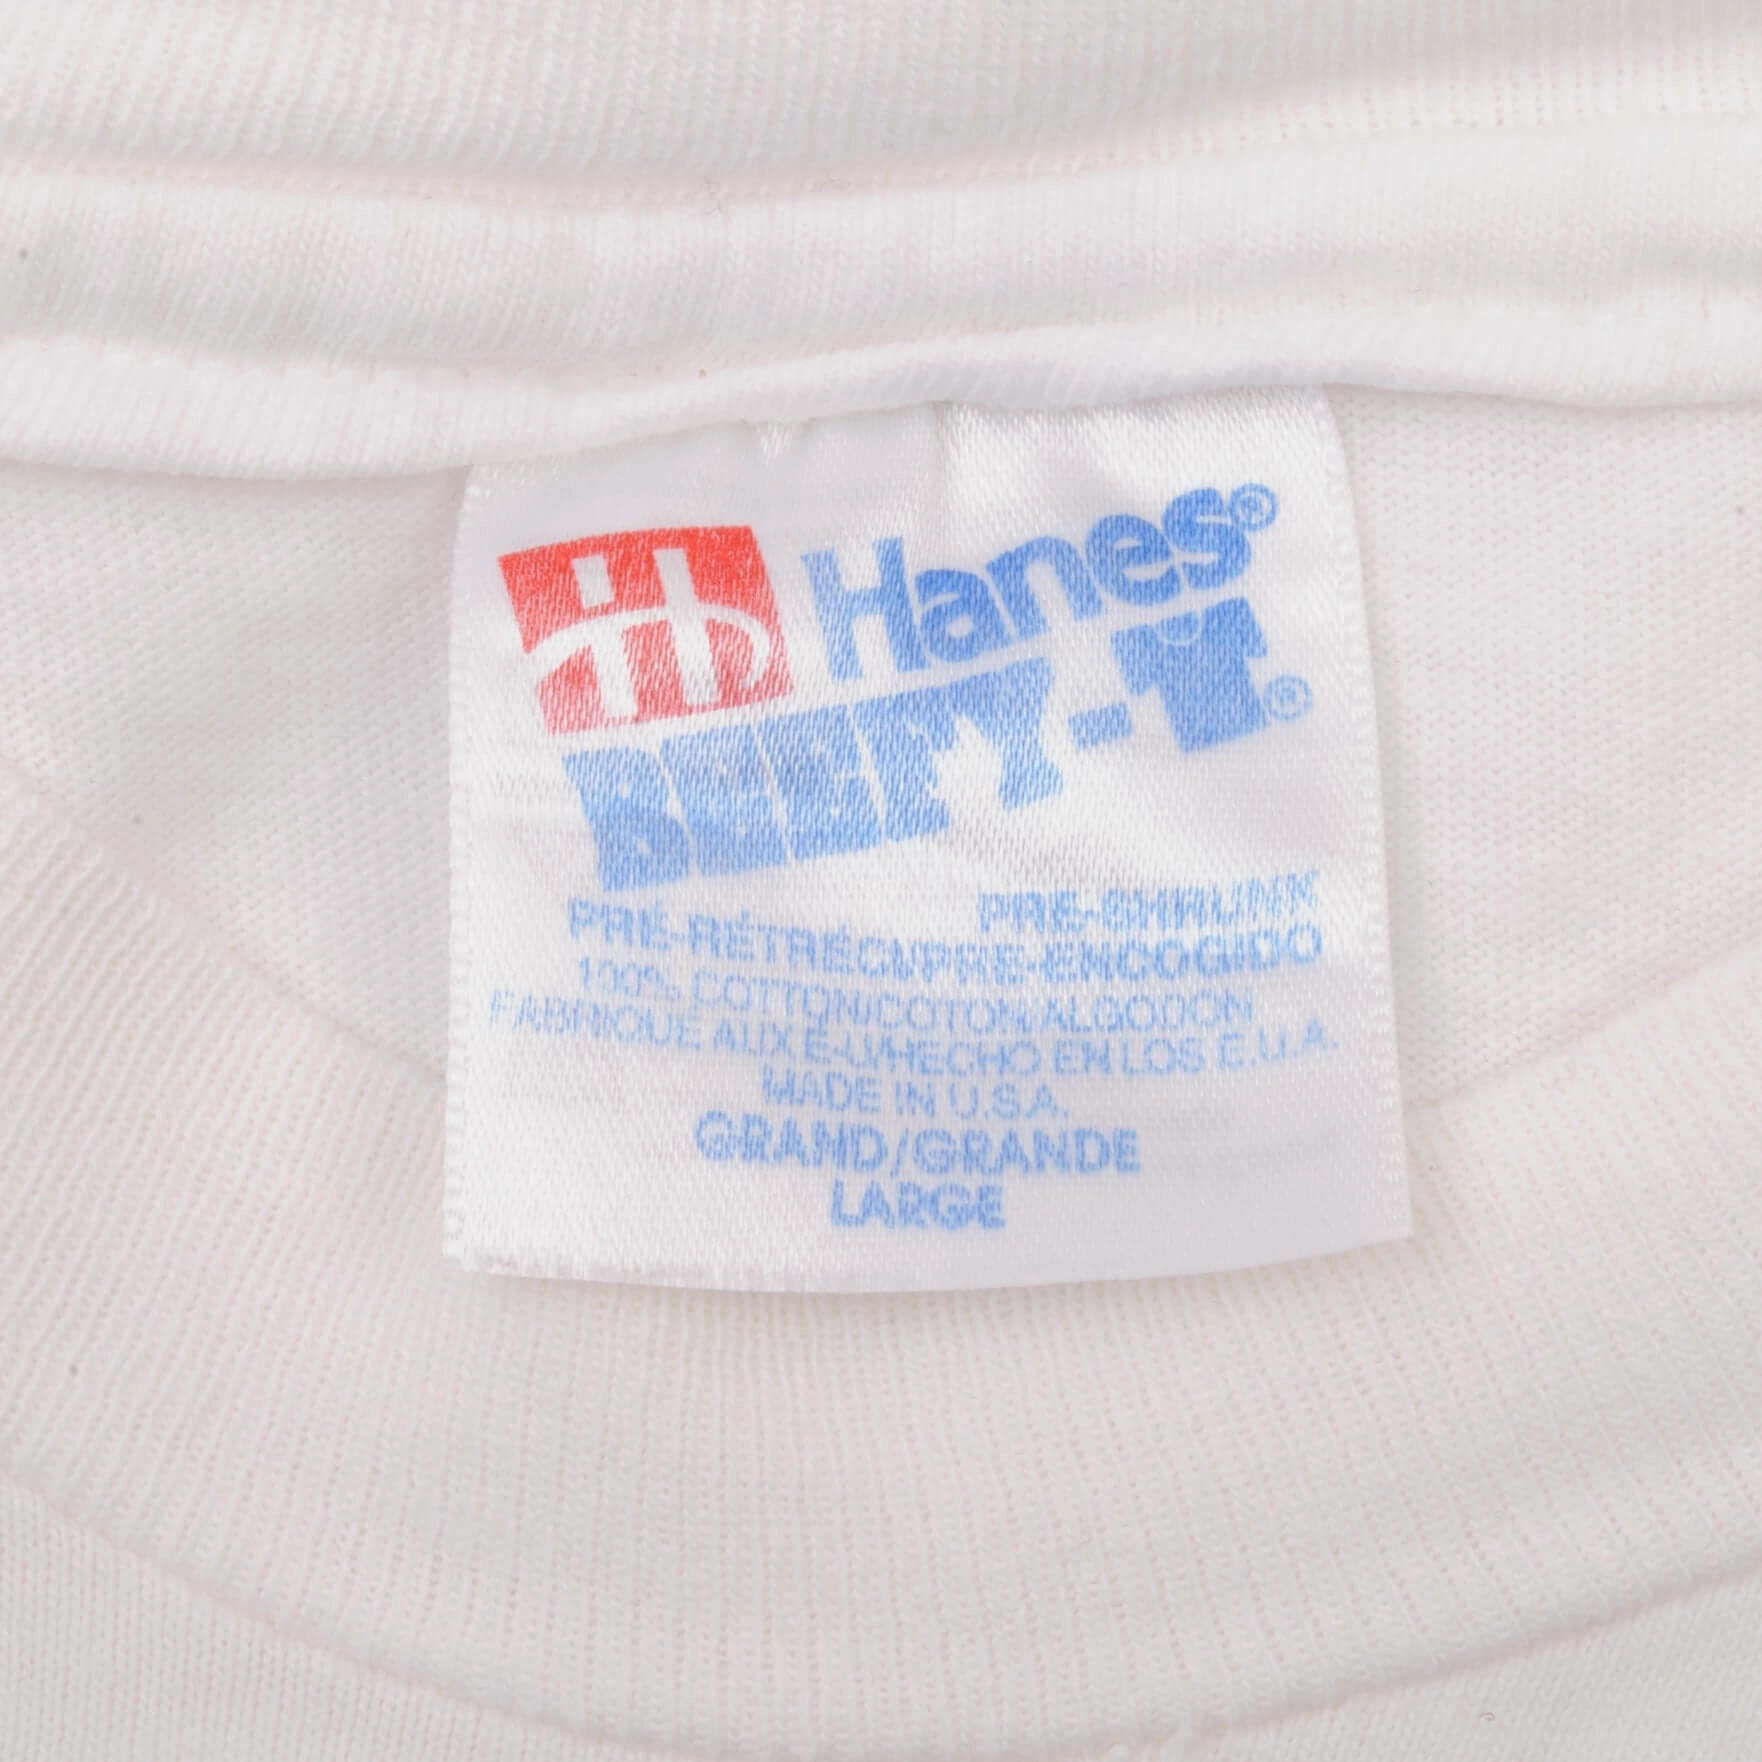 Hanes®
BEEFY-T®
PRE-SHRUNK
PRÉ-RÉTRÉCI/PRE-ENCOGIDO
100% COTTON/COTON/ALGODON
FABRIQUÉ AUX É-U/HECHO EN LOS E.U.A.
MADE IN U.S.A.
GRAND/GRANDE
LARGE